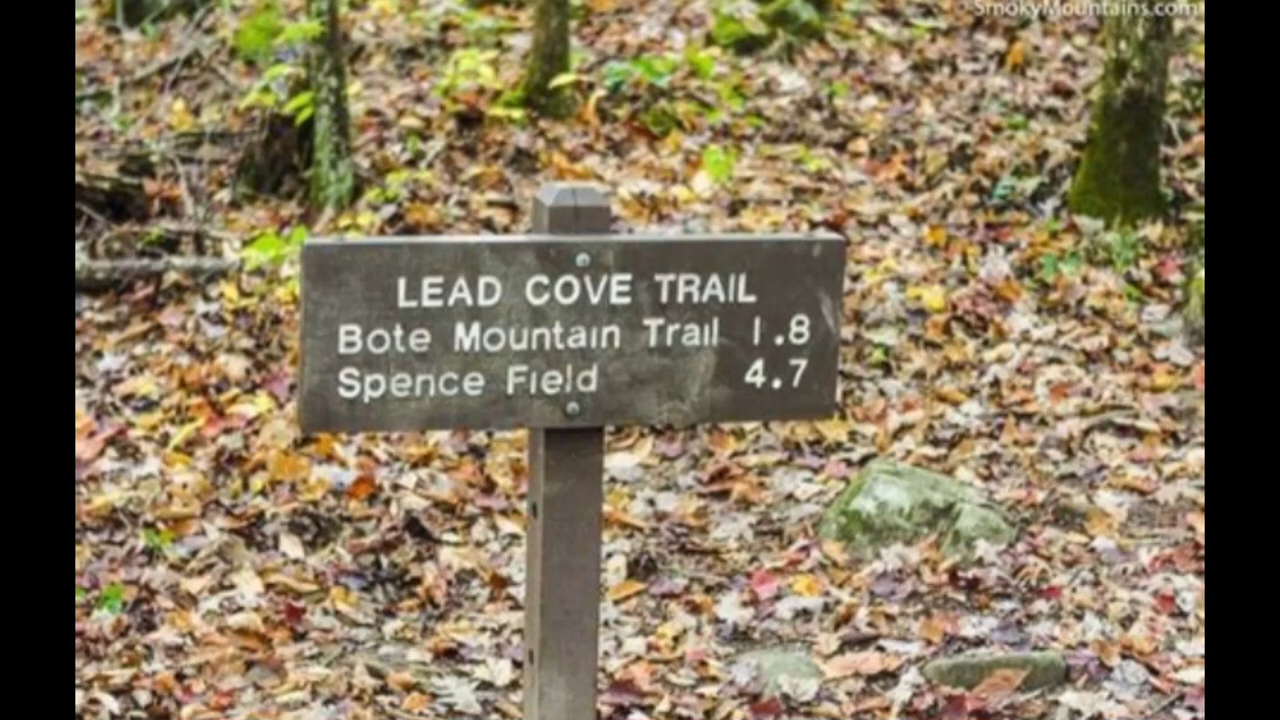 SmokyMountains.com
LEAD COVE TRAIL
Bote Mountain Trail 1.8
Spence Field 4.7